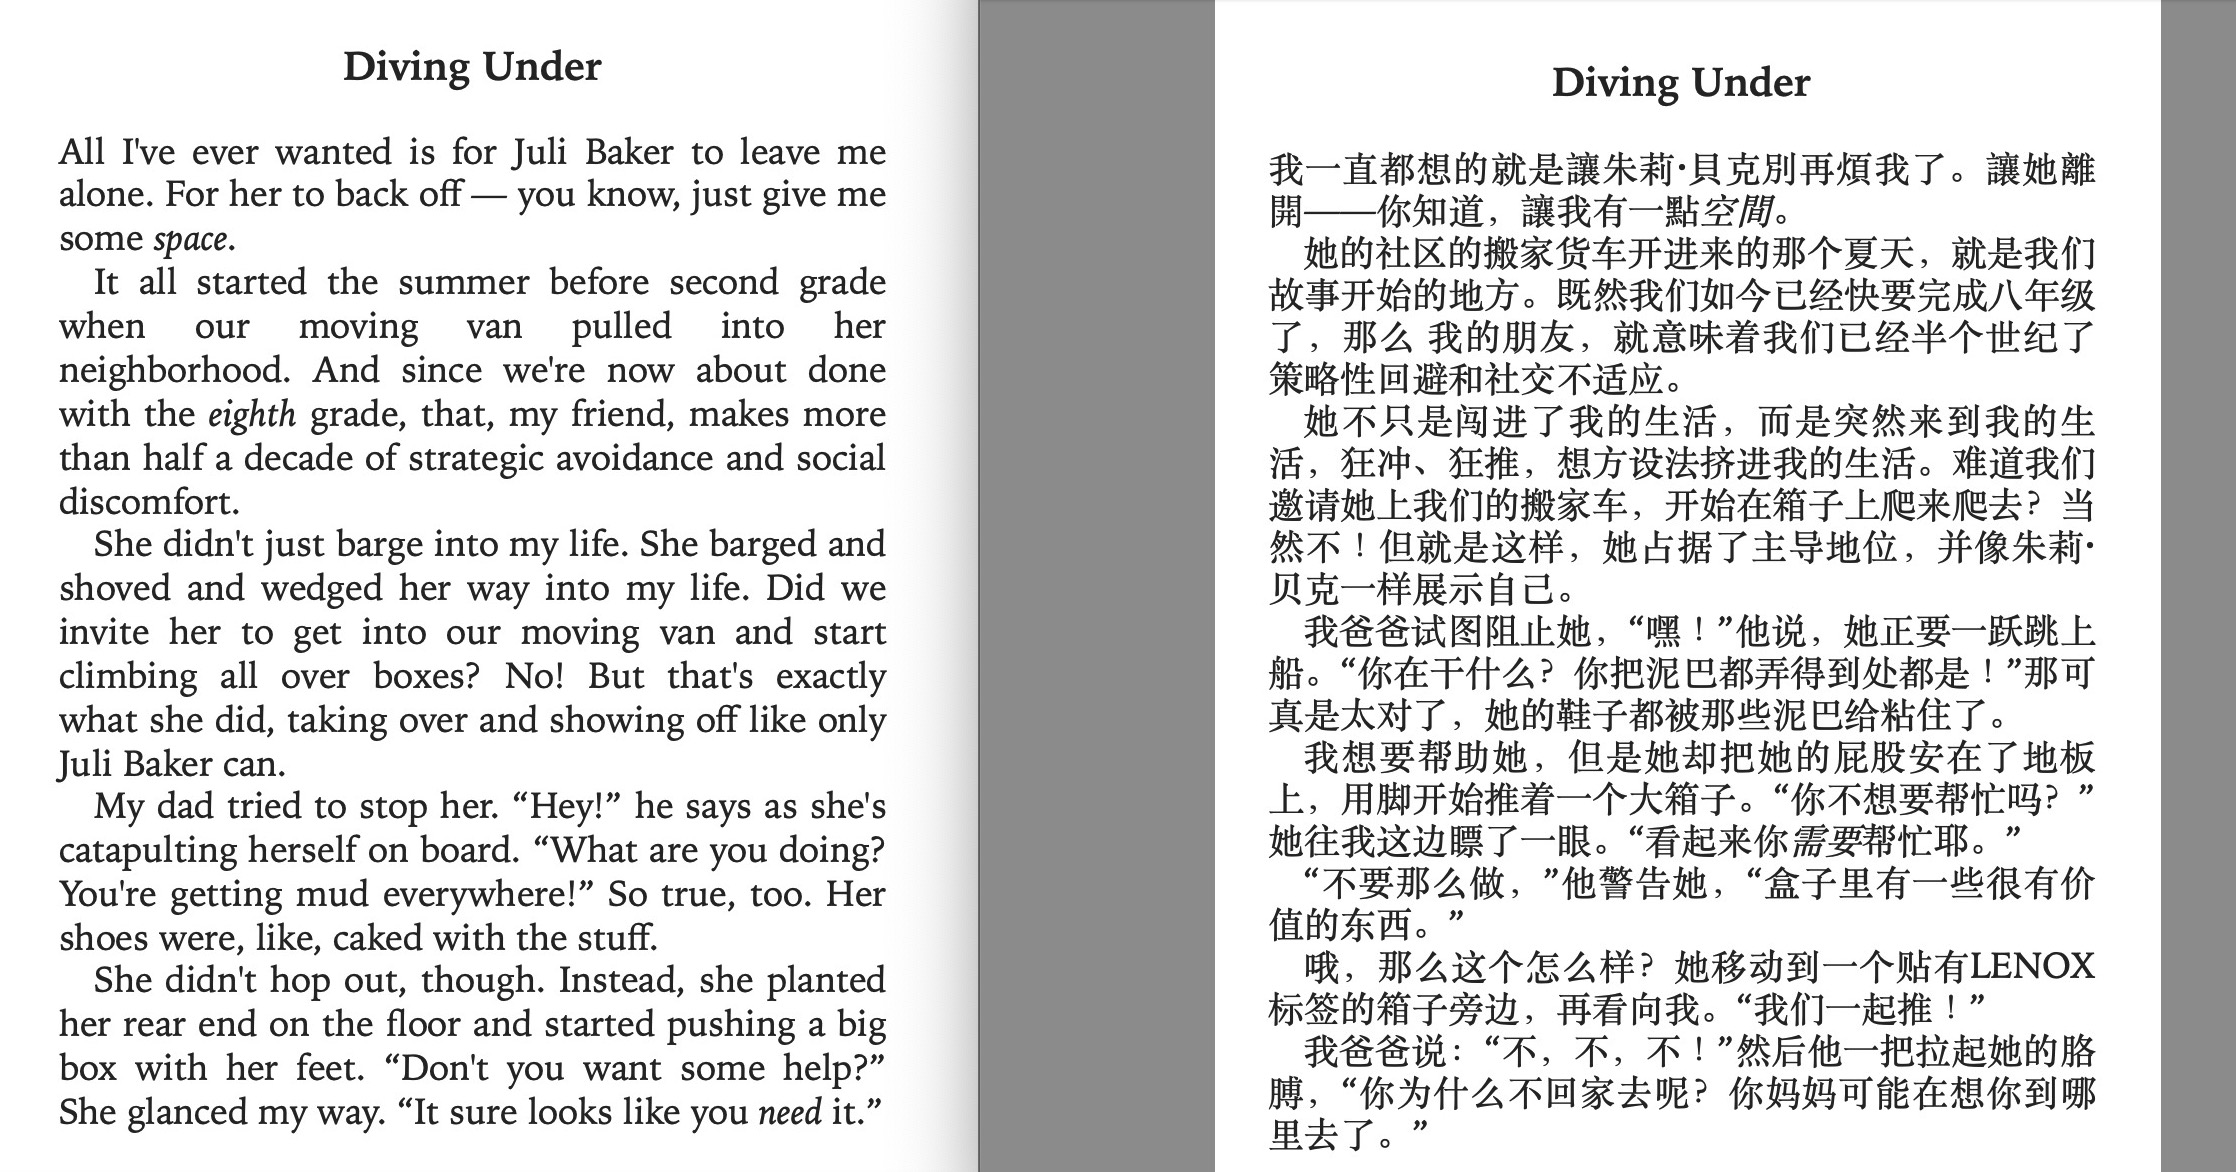 Diving Under
All I've ever wanted is for Juli Baker to leave me
alone. For her to back off — you know, just give me
some space.
It all started the summer before second grade
when our moving van pulled into her
neighborhood. And since we're now about done
with the eighth grade, that, my friend, makes more
than half a decade of strategic avoidance and social
discomfort.
She didn't just barge into my life. She barged and
shoved and wedged her way into my life. Did we
invite her to get into our moving van and start
climbing all over boxes? No! But that's exactly
what she did, taking over and showing off like only
Juli Baker can.
My dad tried to stop her. “Hey!” he says as she's
catapulting herself on board. “What are you doing?
You're getting mud everywhere!” So true, too. Her
shoes were, like, caked with the stuff.
She didn't hop out, though. Instead, she planted
her rear end on the floor and started pushing a big
box with her feet. “Don't you want some help?”
She glanced my way. “It sure looks like you need it.”
Diving Under
我一直都想的就是讓朱莉·貝克別再煩我了。讓她離
開——你知道，讓我有一點空間。
她的社区的搬家货车开进来的那个夏天，就是我们
故事开始的地方。既然我们如今已经快要完成八年级
了，那么 我的朋友，就意味着我们已经半个世纪了
策略性回避和社交不适应。
她不只是闯进了我的生活，而是突然来到我的生
活，狂冲、狂推，想方设法挤进我的生活。难道我们
邀请她上我们的搬家车，开始在箱子上爬来爬去？当
然不！但就是这样，她占据了主导地位，并像朱莉·
贝克一样展示自己。
我爸爸试图阻止她，“嘿！”他说，她正要一跃跳上
船。“你在干什么？你把泥巴都弄得到处都是！”那可
真是太对了，她的鞋子都被那些泥巴给粘住了。
我想要帮助她，但是她却把她的屁股安在了地板
上，用脚开始推着一个大箱子。“你不想要帮忙吗？”
她往我这边瞟了一眼。“看起来你需要帮忙耶。”
“不要那么做，”他警告她，“盒子里有一些很有价
值的东西。”
哦，那么这个怎么样？她移动到一个贴有LENOX
标签的箱子旁边，再看向我。“我们一起推！”
我爸爸说：“不，不，不！”然后他一把拉起她的胳
膊，“你为什么不回家去呢？你妈妈可能在想你到哪
里去了。”